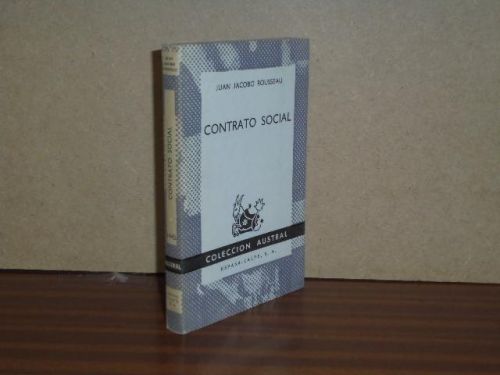 JUAN JACOBO ROUSSEAU
CONTRATO SOCIAL
COLECCION AUSTRAL
ESPASA-CALPE, S. A.
CONTRATO SOCIAL
AUSTRAL